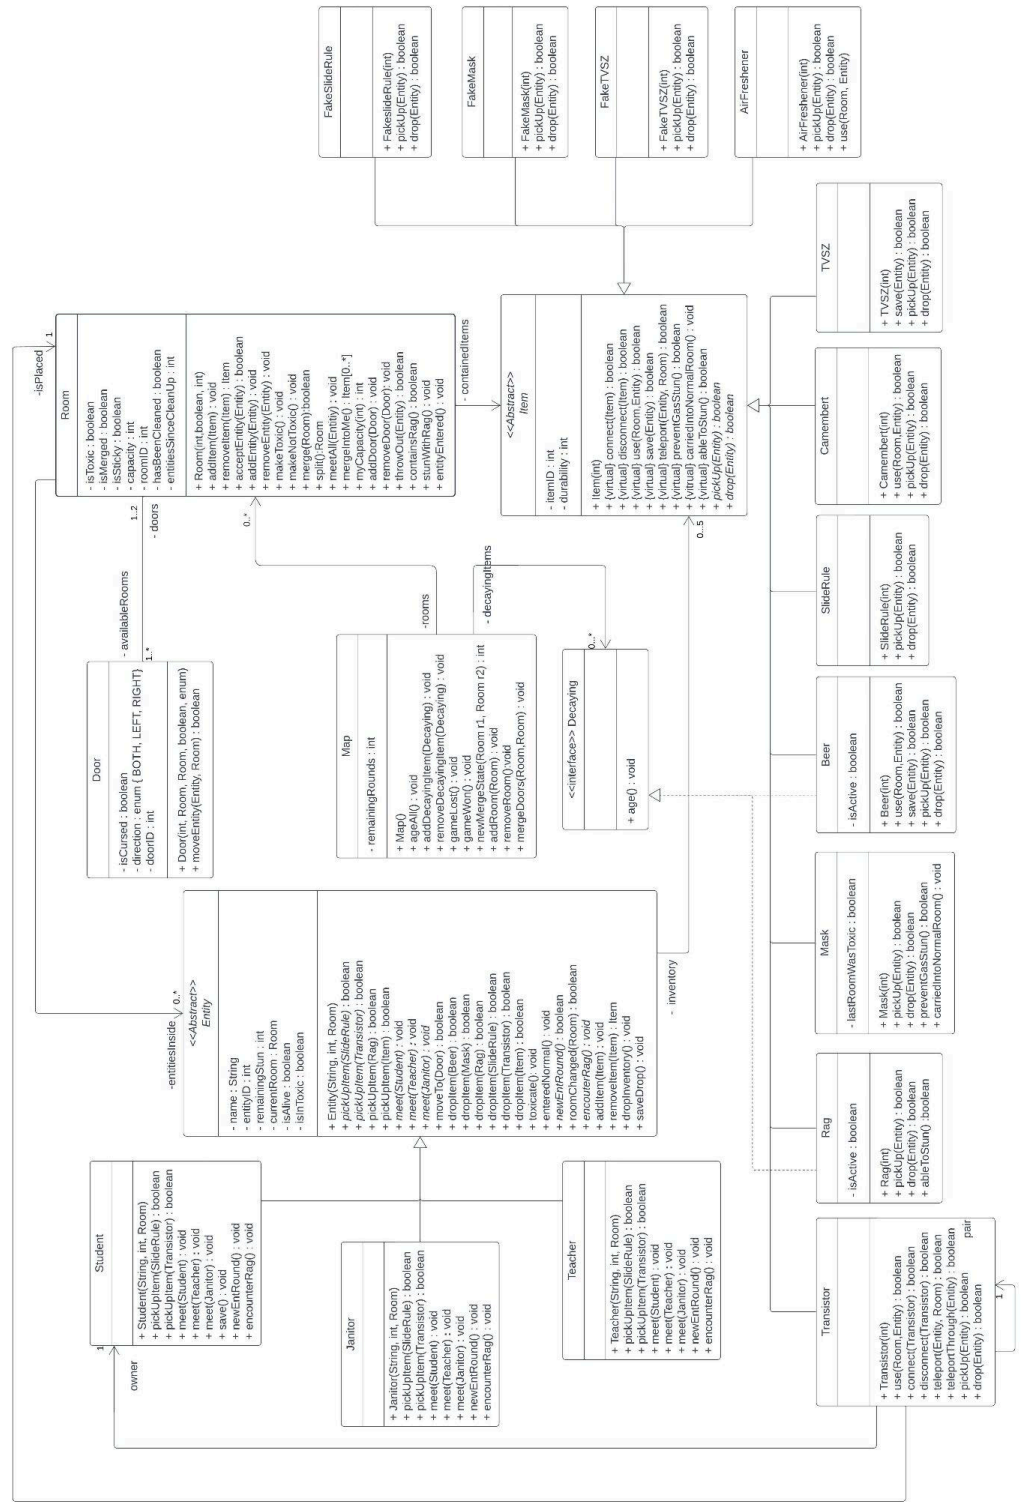 Student
+ Student(String, int, Room)
+ pickUpItem(SlideRule) : boolean
+ pickUpItem(Transistor) : boolean
+ meet(Student) : void
+ meet(Teacher) : void
+ meet(Janitor) : void
+ save() : void
+ newEntRound() : void
+ encounterRag() : void
1
owner
Janitor
+ Janitor(String, int, Room)
+ pickUpItem(SlideRule) : boolean
+ pickUpItem(Transistor) : boolean
+ meet(Student) : void
+ meet(Teacher) : void
+ meet(Janitor) : void
+ newEntRound() : void
+ encounterRag() : void
Teacher
+ Teacher(String, int, Room)
+ pickUpItem(SlideRule) : boolean
+ pickUpItem(Transistor) : boolean
+ meet(Student) : void
+ meet(Teacher) : void
+ meet(Janitor) : void
+ newEntRound() : void
+ encounterRag() : void
-entitiesInside
0..*
<<Abstract>>
Entity
- name : String
- entityID : int
- remainingStun : int
- currentRoom : Room
- isAlive : boolean
- isInToxic : boolean
+ Entity(String, int, Room)
+ pickUpItem(SlideRule) : boolean
+ pickUpItem(Transistor) : boolean
+ pickUpItem(Rag) : boolean
+ pickUpItem(Item) : boolean
+ meet(Student) : void
+ meet(Teacher) : void
+ meet(Janitor) : void
+ moveTo(Door) : boolean
+ dropItem(Beer) : boolean
+ dropItem(Mask) : boolean
+ dropItem(Rag) : boolean
+ dropItem(SlideRule) : boolean
+ dropItem(Transistor) : boolean
+ dropItem(Item) : boolean
+ toxicate() : void
+ enteredNormal() : void
+ newEntRound() : boolean
+ roomChanged(Room) : boolean
+ encouterRag() : void
+ addItem(Item) : void
+ removeItem(Item) : Item
+ dropInventory() : void
+ saveDrop() : void
- inventory
Door
- isCursed : boolean
- direction : enum { BOTH, LEFT, RIGHT}
- doorID : int
+ Door(int, Room, Room, boolean, enum)
+ moveEntity(Entity, Room) : boolean
- availableRooms
1..*
1..2
- doors
Map
- remainingRounds : int
+ Map()
+ ageAll() : void
+ addDecayingItem(Decaying) : void
+ removeDecayingItem(Decaying) : void
+ gameLost() : void
+ gameWon() : void
+ newMergeState(Room r1, Room r2) : int
+ addRoom(Room) : void
+ removeRoom():void
+ mergeDoors(Room,Room) : void
-rooms
0..*
- decayingItems
0...*
<<interface>> Decaying
+ age() : void
-isPlaced
1
Room
- isToxic : boolean
- isMerged : boolean
- isSticky : boolean
- capacity : int
- roomID : int
- hasBeenCleaned : boolean
- entitiesSinceCleanUp : int
+ Room(int,boolean, int)
+ addItem(Item) : void
+ removeItem(Item) : Item
+ acceptEntity(Entity) : boolean
+ addEntity(Entity) : void
+ removeEntity(Entity) : void
+ makeToxic() : void
+ makeNotToxic() : void
+ merge(Room):boolean
+ split():Room
+ meetAll(Entity) : void
+ mergeIntoMe() : Item[0..*]
+ myCapacity(int) : int
+ addDoor(Door) : void
+ removeDoor(Door): void
+ throwOut(Entity) : boolean
+ containsRag() : boolean
+ stunWithRag() : void
+ entityEntered() : void
- containedItems
<<Abstract>>
Item
- itemID : int
- durability : int
+ Item(int)
+ {virtual} connect(Item) : boolean
+ {virtual} disconnect(Item) : boolean
+ {virtual} use(Room,Entity) : boolean
+ {virtual} save(Entity) : boolean
+ {virtual} teleport(Entity, Room) : boolean
+ {virtual} preventGasStun() : boolean
+ {vitrual} carriedIntoNormalRoom() : void
+ {virtual} ableToStun() : boolean
+ pickUp(Entity) : boolean
+ drop(Entity) : boolean
0...5
FakeSlideRule
+ FakeslideRule(int)
+ pickUp(Entity) : boolean
+ drop(Entity) : boolean
FakeMask
+ FakeMask(int)
+ pickUp(Entity) : boolean
+ drop(Entity) : boolean
FakeTVSZ
+ FakeTVSZ(int)
+ pickUp(Entity) : boolean
+ drop(Entity) : boolean
AirFreshener
+ AirFreshener(int)
+ pickUp(Entity) : boolean
+ drop(Entity) : boolean
+ use(Room, Entity)
Transistor
+ Transistor(int)
+ use(Room,Entity) : boolean
+ connect(Transistor) : boolean
+ disconnect(Transistor) : boolean
+ teleport(Entity, Room) : boolean
+ teleportThrough(Entity) : boolean
+ pickUp(Entity) : boolean
+ drop(Entity) : boolean
pair
1
Rag
- isActive : boolean
+ Rag(int)
+ pickUp(Entity) : boolean
+ drop(Entity) : boolean
+ ableToStun() :boolean
Mask
- lastRoomWasToxic : boolean
+ Mask(int)
+ pickUp(Entity) : boolean
+ drop(Entity) : boolean
+ preventGasStun() : boolean
+ carriedIntoNormalRoom() : void
Beer
- isActive : boolean
+ Beer(int)
+ use(Room,Entity) : boolean
+ save(Entity) : boolean
+ pickUp(Entity) : boolean
+ drop(Entity) : boolean
SlideRule
+ SlideRule(int)
+ pickUp(Entity) : boolean
+ drop(Entity) : boolean
Camembert
+ Camembert(int)
+ use(Room,Entity) : boolean
+ pickUp(Entity) : boolean
+ drop(Entity) : boolean
TVSZ
+ TVSZ(int)
+ save(Entity) : boolean
+ pickUp(Entity) : boolean
+ drop(Entity) : boolean